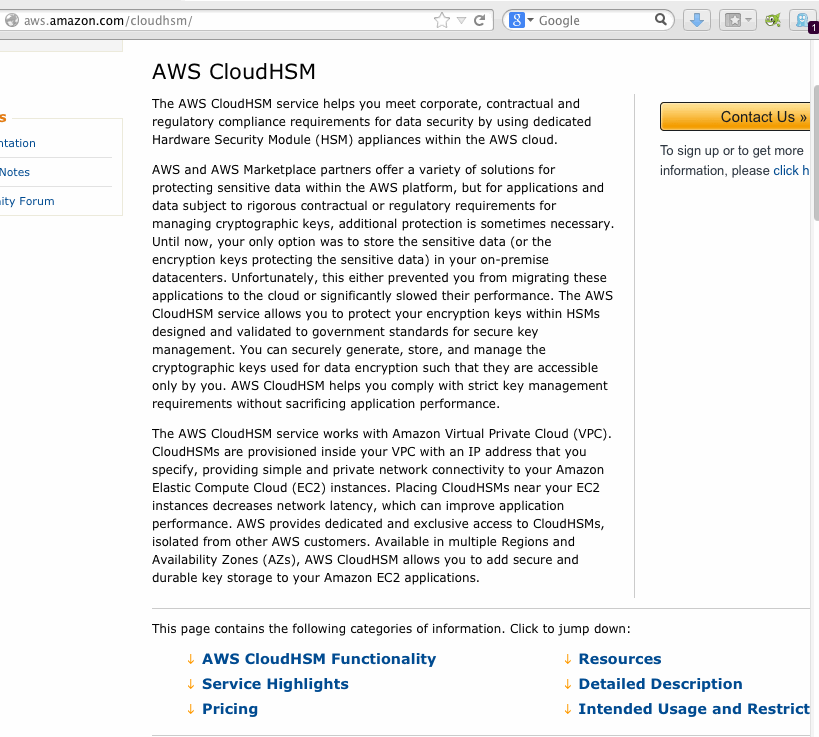 aws.amazon.com/cloudhsm/
Google
1
AWS CloudHSM
The AWS CloudHSM service helps you meet corporate, contractual and
regulatory compliance requirements for data security by using dedicated
Hardware Security Module (HSM) appliances within the AWS cloud.
AWS and AWS Marketplace partners offer a variety of solutions for
protecting sensitive data within the AWS platform, but for applications and
data subject to rigorous contractual or regulatory requirements for
managing cryptographic keys, additional protection is sometimes necessary.
Until now, your only option was to store the sensitive data (or the
encryption keys protecting the sensitive data) in your on-premise
datacenters. Unfortunately, this either prevented you from migrating these
applications to the cloud or significantly slowed their performance. The AWS
CloudHSM service allows you to protect your encryption keys within HSMs
designed and validated to government standards for secure key
management. You can securely generate, store, and manage the
cryptographic keys used for data encryption such that they are accessible
only by you. AWS CloudHSM helps you comply with strict key management
requirements without sacrificing application performance.
The AWS CloudHSM service works with Amazon Virtual Private Cloud (VPC).
CloudHSMs are provisioned inside your VPC with an IP address that you
specify, providing simple and private network connectivity to your Amazon
Elastic Compute Cloud (EC2) instances. Placing CloudHSMs near your EC2
instances decreases network latency, which can improve application
performance. AWS provides dedicated and exclusive access to CloudHSMs,
isolated from other AWS customers. Available in multiple Regions and
Availability Zones (AZs), AWS CloudHSM allows you to add secure and
durable key storage to your Amazon EC2 applications.
s
ntation
Notes
ity Forum
Contact Us »
To sign up or to get more
information, please click h
This page contains the following categories of information. Click to jump down:
↓ AWS CloudHSM Functionality
↓ Service Highlights
↓ Pricing
↓ Resources
↓ Detailed Description
↓ Intended Usage and Restrict